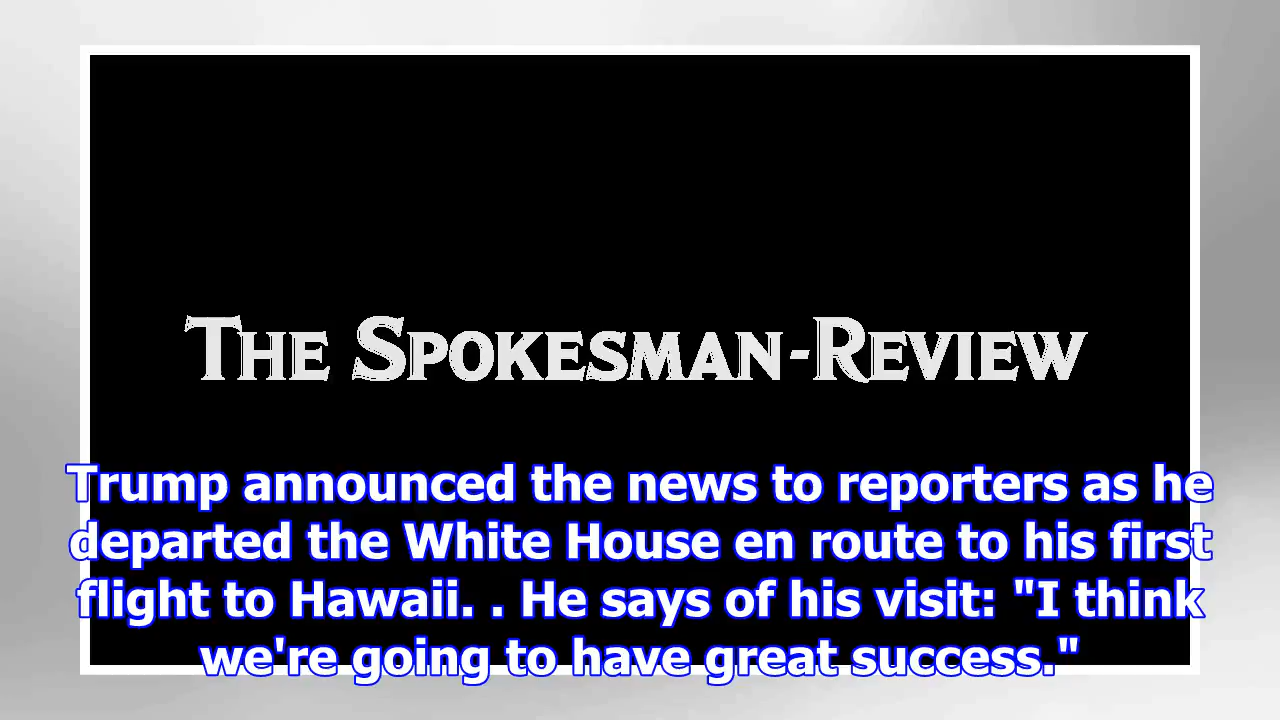 THE SPOKESMAN-REVIEW
Trump announced the news to reporters as he
departed the White House en route to his first
flight to Hawaii. . He says of his visit: "I think
we're going to have great success."